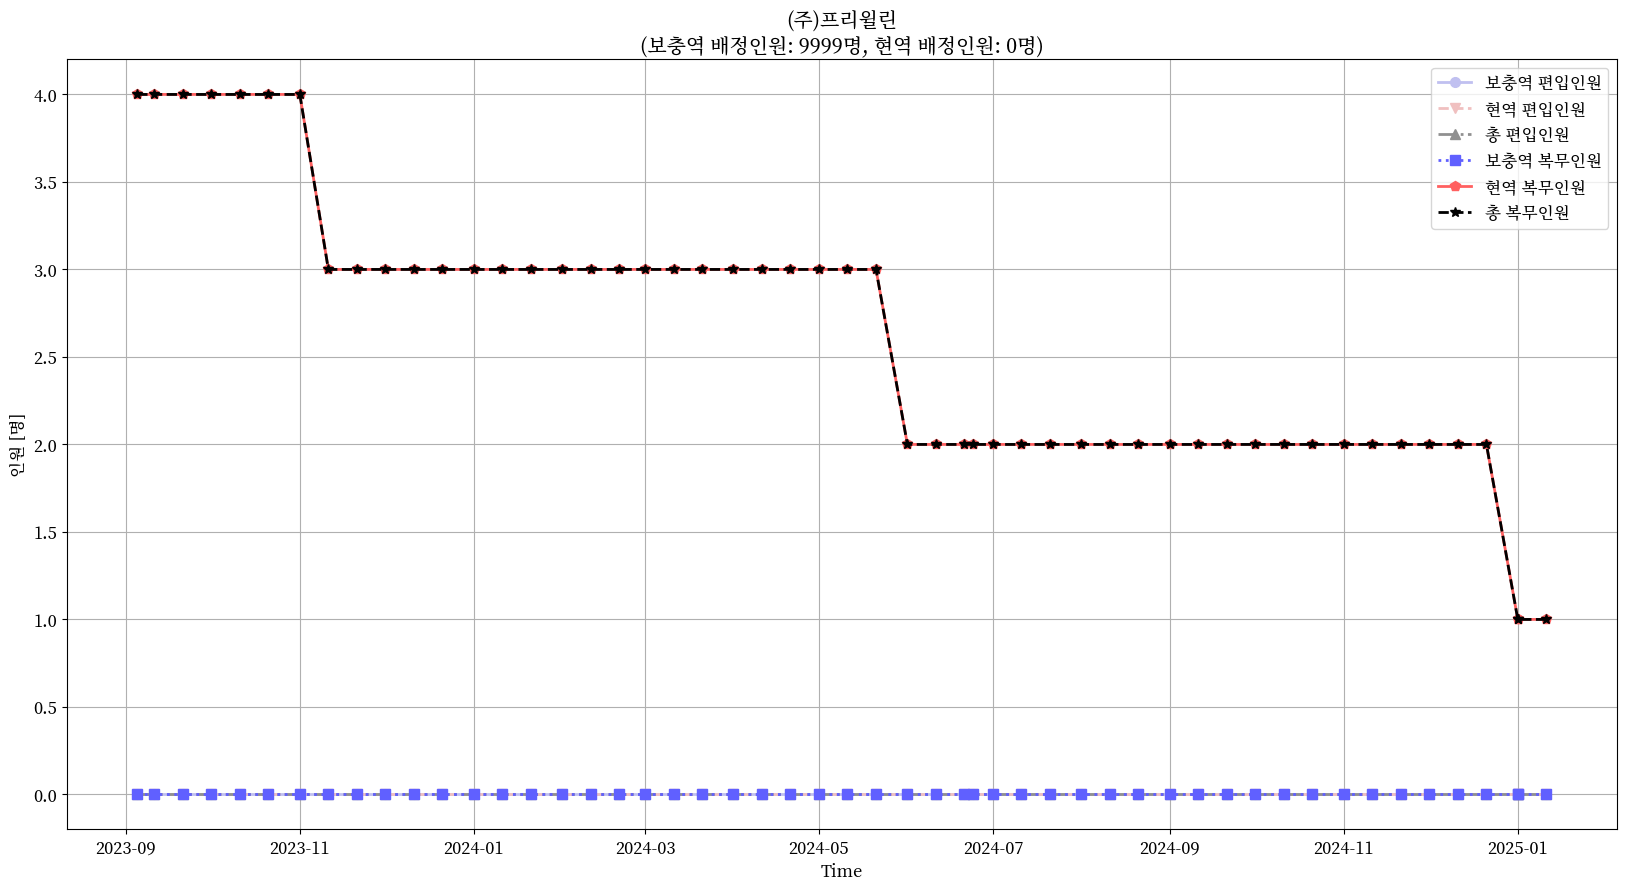 (주)프리윌린
(보충역 배정인원: 9999명, 현역 배정인원: 0명)
보충역 편입인원
현역 편입인원
총 편입인원
보충역 복무인원
현역 복무인원
총 복무인원
인원 [명]
4.0
3.5
3.0
2.5
2.0
1.5
1.0
0.5
0.0
2023-09
2023-11
2024-01
2024-03
2024-05
2024-07
2024-09
2024-11
2025-01
Time